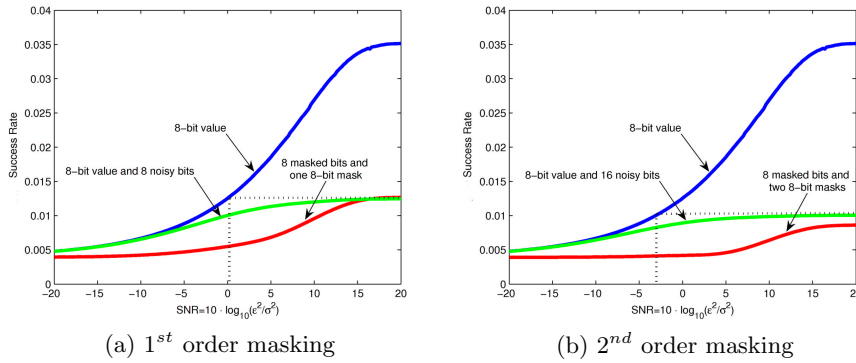 0.04
0.035
0.03
0.025
0.02
0.015
0.01
0.005
0
Success Rate
8-bit value
8-bit value and 8 noisy bits
8 masked bits and
one 8-bit mask
-20 -15 -10 -5 0 5 10 15 20
SNR=10 · log10(ε²/σ²)
(a) 1st order masking
0.04
0.035
0.03
0.025
0.02
0.015
0.01
0.005
0
Success Rate
8-bit value
8-bit value and 16 noisy bits
8 masked bits and
two 8-bit masks
-20 -15 -10 -5 0 5 10 15 20
SNR=10 · log10(ε²/σ²)
(b) 2nd order masking